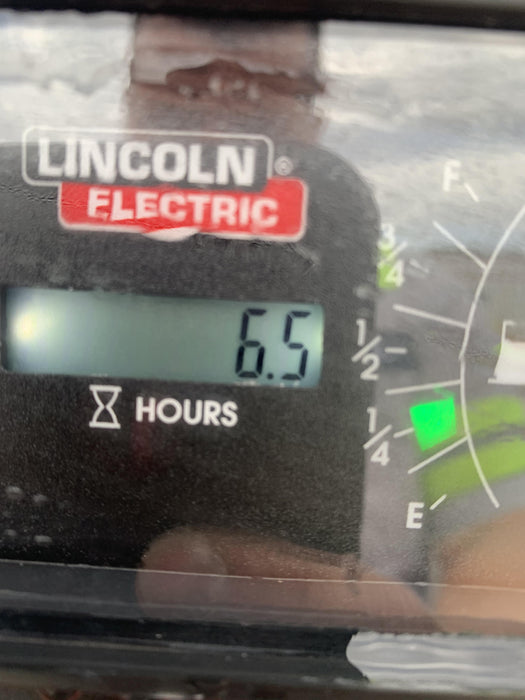 LINCOLN®
ELECTRIC
6.5
HOURS
F
3/4
1/2
1/4
E